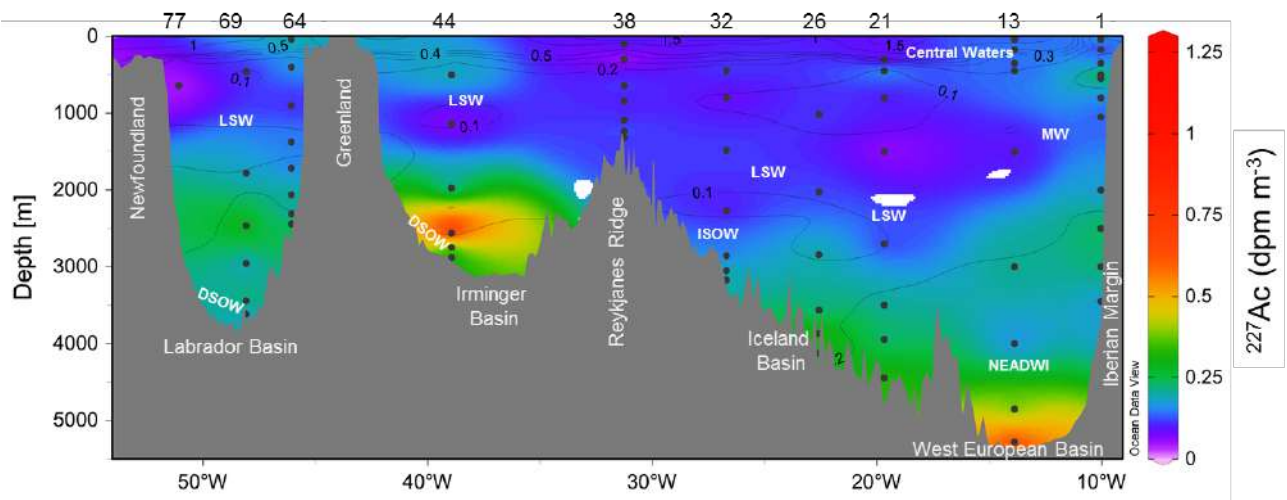 77 69 64 44 38 32 26 21 13 1
0
1000
2000
3000
4000
5000
Depth [m]
50°W 40°W 30°W 20°W 10°W
1 0.5 0.4 0.5 0.2 1.5 1 1.5 0.3
0.1 0.1 0.1 0.1
Central Waters
LSW
LSW
MW
LSW
LSW
ISOW
DSOW
DSOW
NEADWI
Newfoundland
Greenland
Reykjanes Ridge
Iberian Margin
Labrador Basin
Irminger
Basin
Iceland
Basin
West European Basin
Ocean Data View
1.25
1
0.75
0.5
0.25
0
²²⁷Ac (dpm m⁻³)